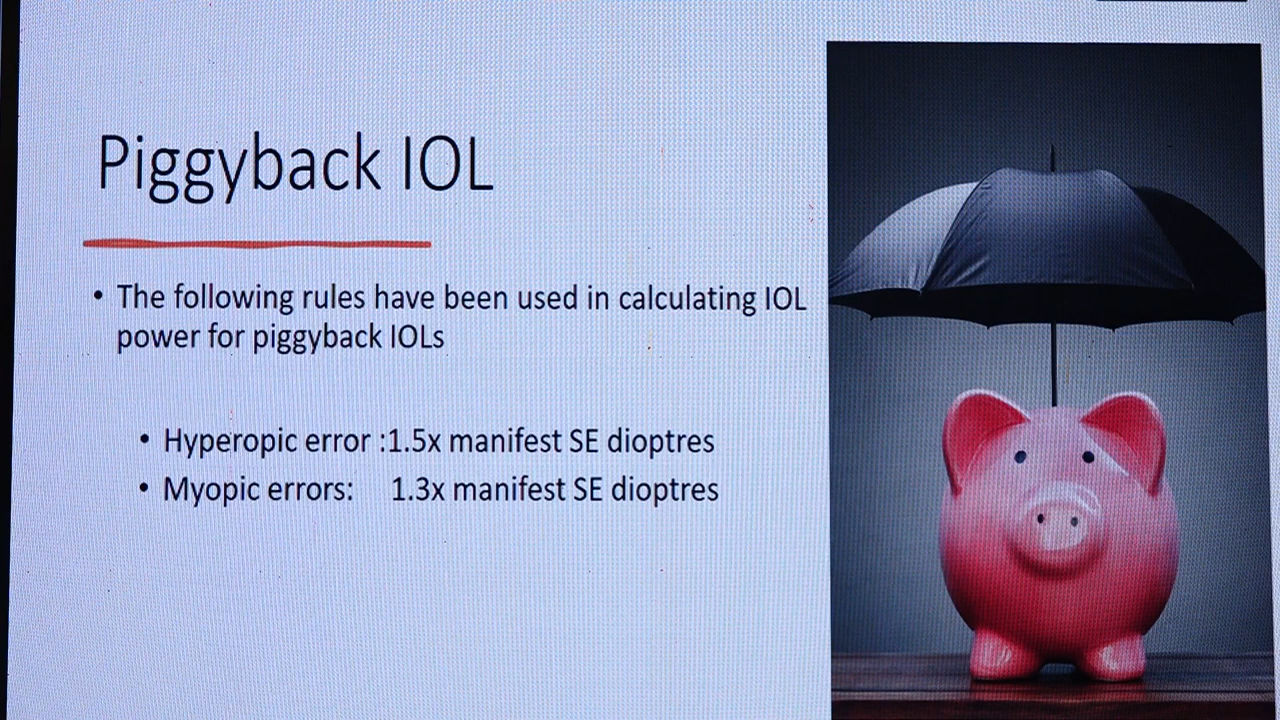 Piggyback IOL
• The following rules have been used in calculating IOL
power for piggyback IOLs
• Hyperopic error :1.5x manifest SE dioptres
• Myopic errors: 1.3x manifest SE dioptres